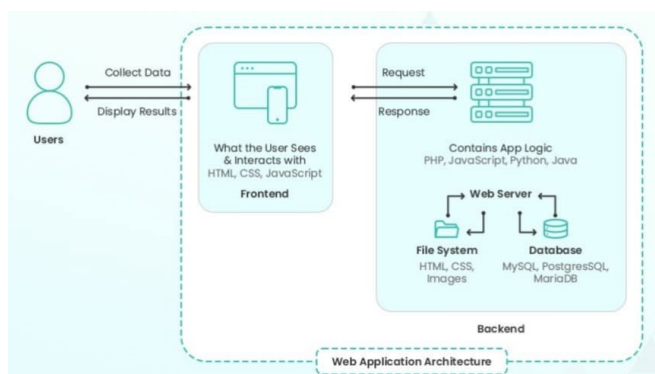 Users
Collect Data
Display Results
What the User Sees
& Interacts with
HTML, CSS, JavaScript
Frontend
Request
Response
Contains App Logic
PHP, JavaScript, Python, Java
Web Server
File System
HTML, CSS,
Images
Database
MySQL, PostgresSQL,
MariaDB
Backend
Web Application Architecture